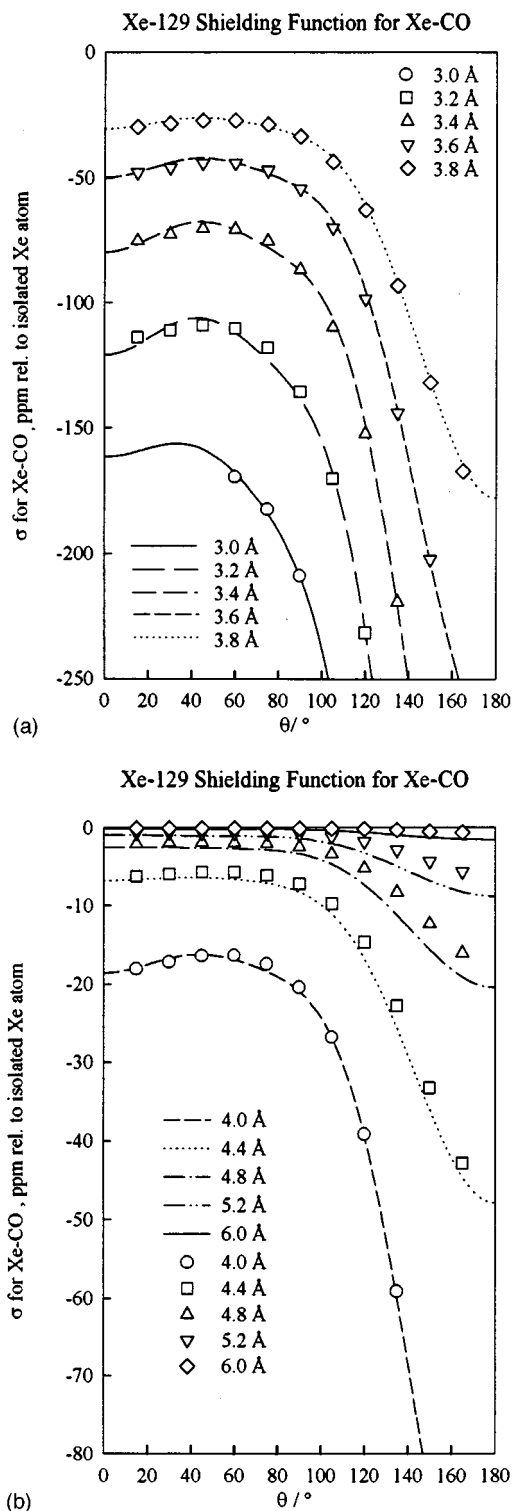 Xe-129 Shielding Function for Xe-CO
σ for Xe-CO, ppm rel. to isolated Xe atom
0
-50
-100
-150
-200
-250
3.0 Å
3.2 Å
3.4 Å
3.6 Å
3.8 Å
3.0 Å
3.2 Å
3.4 Å
3.6 Å
3.8 Å
0 20 40 60 80 100 120 140 160 180
θ/ °
(a)
Xe-129 Shielding Function for Xe-CO
σ for Xe-CO, ppm rel. to isolated Xe atom
0
-10
-20
-30
-40
-50
-60
-70
-80
4.0 Å
4.4 Å
4.8 Å
5.2 Å
6.0 Å
4.0 Å
4.4 Å
4.8 Å
5.2 Å
6.0 Å
0 20 40 60 80 100 120 140 160 180
θ / °
(b)